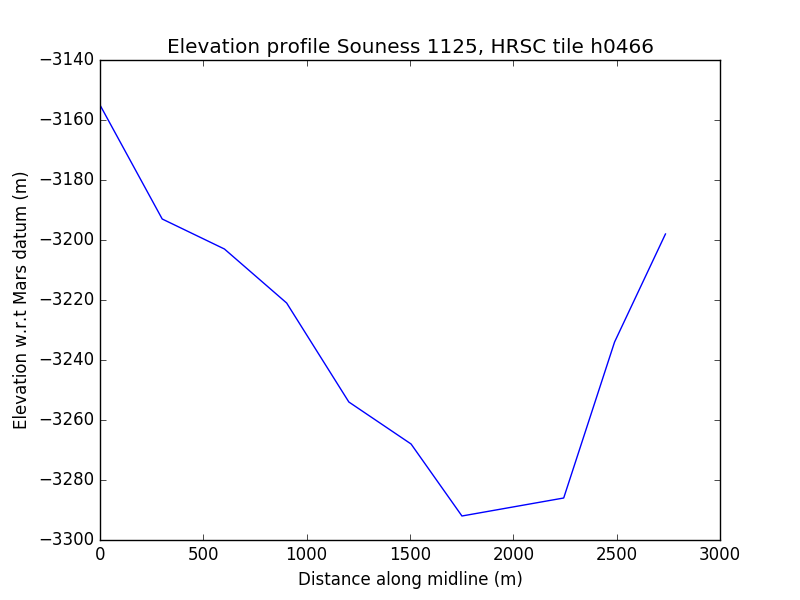 Elevation profile Souness 1125, HRSC tile h0466
−3140
−3160
−3180
−3200
−3220
−3240
−3260
−3280
−3300
Elevation w.r.t Mars datum (m)
0 500 1000 1500 2000 2500 3000
Distance along midline (m)